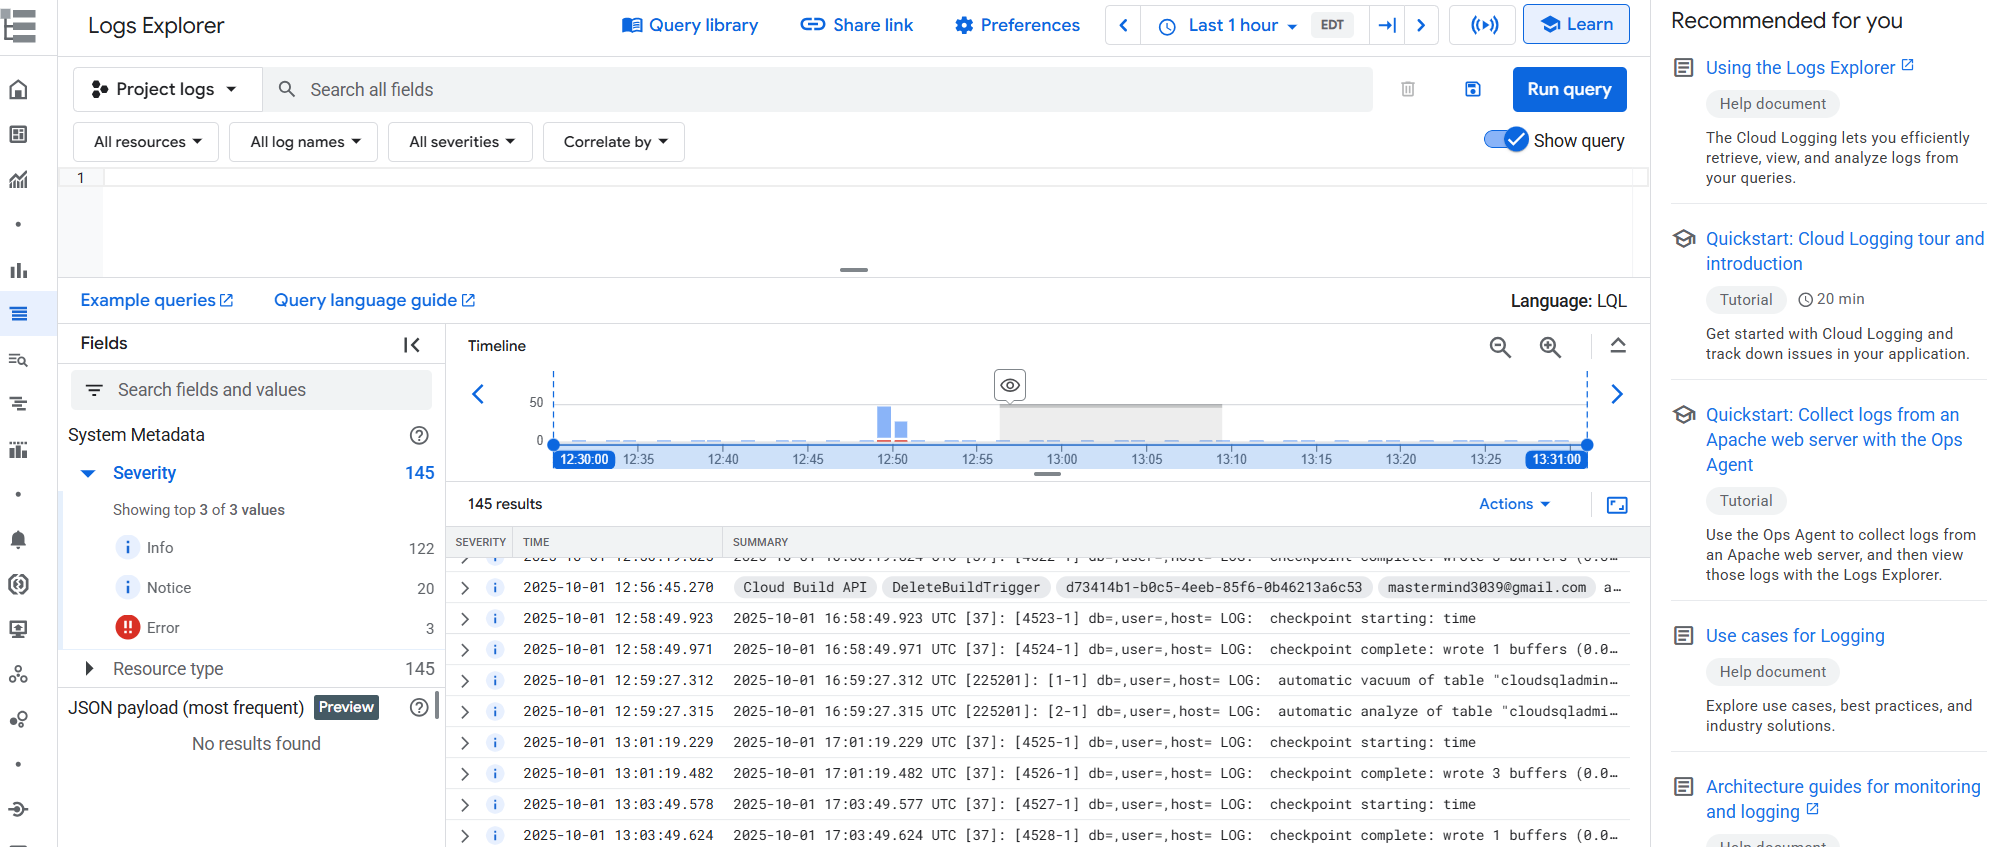 Logs Explorer
Query library
Share link
Preferences
Last 1 hour
EDT
Learn
Project logs
Search all fields
Run query
All resources
All log names
All severities
Correlate by
Show query
1
Example queries
Query language guide
Language: LQL
Fields
Search fields and values
System Metadata
Severity 145
Showing top 3 of 3 values
Info 122
Notice 20
Error 3
Resource type 145
JSON payload (most frequent) Preview
No results found
Timeline
50
0
12:30:00 12:35 12:40 12:45 12:50 12:55 13:00 13:05 13:10 13:15 13:20 13:25 13:31:00
145 results
Actions
SEVERITY TIME SUMMARY
2025-10-01 12:56:45.270 Cloud Build API DeleteBuildTrigger d73414b1-b0c5-4eeb-85f6-0b46213a6c53 mastermind3039@gmail.com a…
2025-10-01 12:58:49.923 2025-10-01 16:58:49.923 UTC [37]: [4523-1] db=,user=,host= LOG: checkpoint starting: time
2025-10-01 12:58:49.971 2025-10-01 16:58:49.971 UTC [37]: [4524-1] db=,user=,host= LOG: checkpoint complete: wrote 1 buffers (0.0…
2025-10-01 12:59:27.312 2025-10-01 16:59:27.312 UTC [225201]: [1-1] db=,user=,host= LOG: automatic vacuum of table "cloudsqladmin…
2025-10-01 12:59:27.315 2025-10-01 16:59:27.315 UTC [225201]: [2-1] db=,user=,host= LOG: automatic analyze of table "cloudsqladmi…
2025-10-01 13:01:19.229 2025-10-01 17:01:19.229 UTC [37]: [4525-1] db=,user=,host= LOG: checkpoint starting: time
2025-10-01 13:01:19.482 2025-10-01 17:01:19.482 UTC [37]: [4526-1] db=,user=,host= LOG: checkpoint complete: wrote 3 buffers (0.0…
2025-10-01 13:03:49.578 2025-10-01 17:03:49.577 UTC [37]: [4527-1] db=,user=,host= LOG: checkpoint starting: time
2025-10-01 13:03:49.624 2025-10-01 17:03:49.624 UTC [37]: [4528-1] db=,user=,host= LOG: checkpoint complete: wrote 1 buffers (0.0…
Recommended for you
Using the Logs Explorer
Help document
The Cloud Logging lets you efficiently
retrieve, view, and analyze logs from
your queries.
Quickstart: Cloud Logging tour and
introduction
Tutorial 20 min
Get started with Cloud Logging and
track down issues in your application.
Quickstart: Collect logs from an
Apache web server with the Ops
Agent
Tutorial
Use the Ops Agent to collect logs from
an Apache web server, and then view
those logs with the Logs Explorer.
Use cases for Logging
Help document
Explore use cases, best practices, and
industry solutions.
Architecture guides for monitoring
and logging
Help document